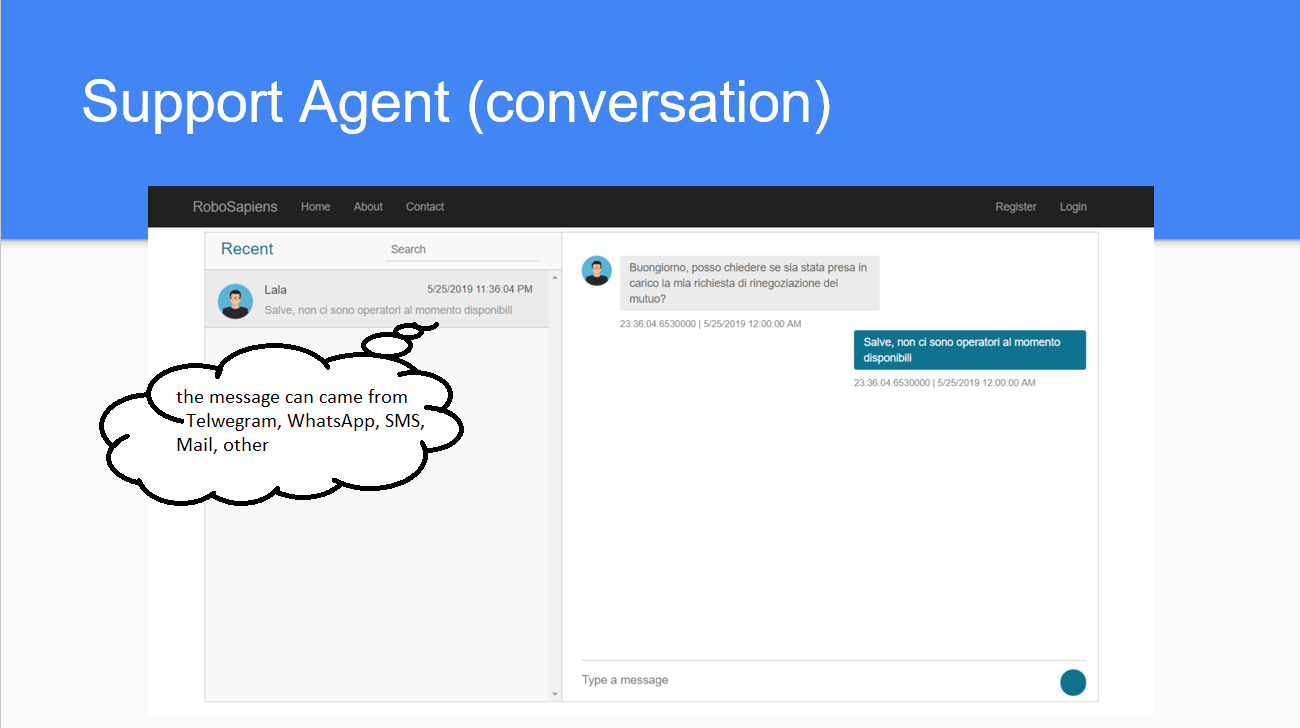 Support Agent (conversation)
RoboSapiens Home About Contact Register Login
Recent Search
Lala 5/25/2019 11:36:04 PM
Salve, non ci sono operatori al momento disponibili
the message can came from
Telwegram, WhatsApp, SMS,
Mail, other
Buongiorno, posso chiedere se sia stata presa in
carico la mia richiesta di rinegoziazione del
mutuo?
23:36:04.6530000 | 5/25/2019 12:00:00 AM
Salve, non ci sono operatori al momento
disponibili
23:36:04.6530000 | 5/25/2019 12:00:00 AM
Type a message